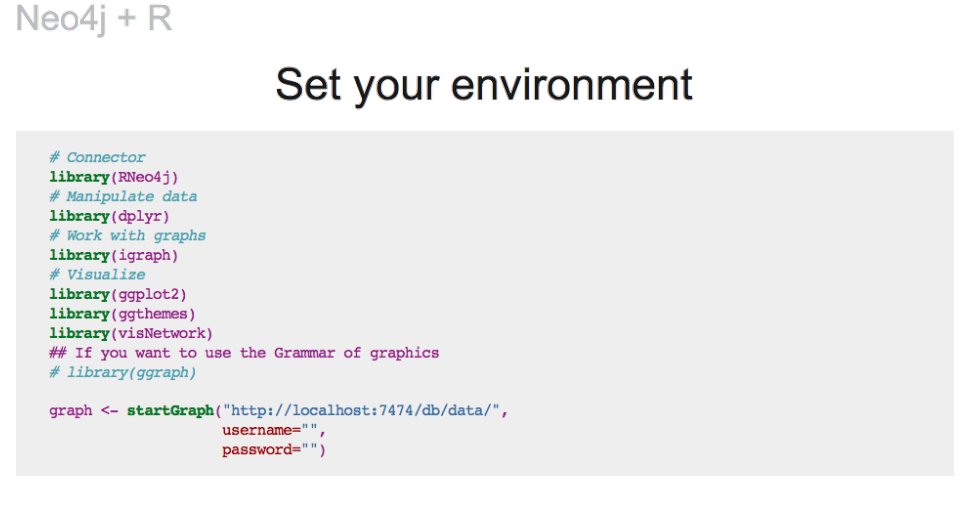 Neo4j + R
Set your environment
# Connector
library(RNeo4j)
# Manipulate data
library(dplyr)
# Work with graphs
library(igraph)
# Visualize
library(ggplot2)
library(ggthemes)
library(visNetwork)
## If you want to use the Grammar of graphics
# library(ggraph)
graph <- startGraph("http://localhost:7474/db/data/",
username="",
password="")